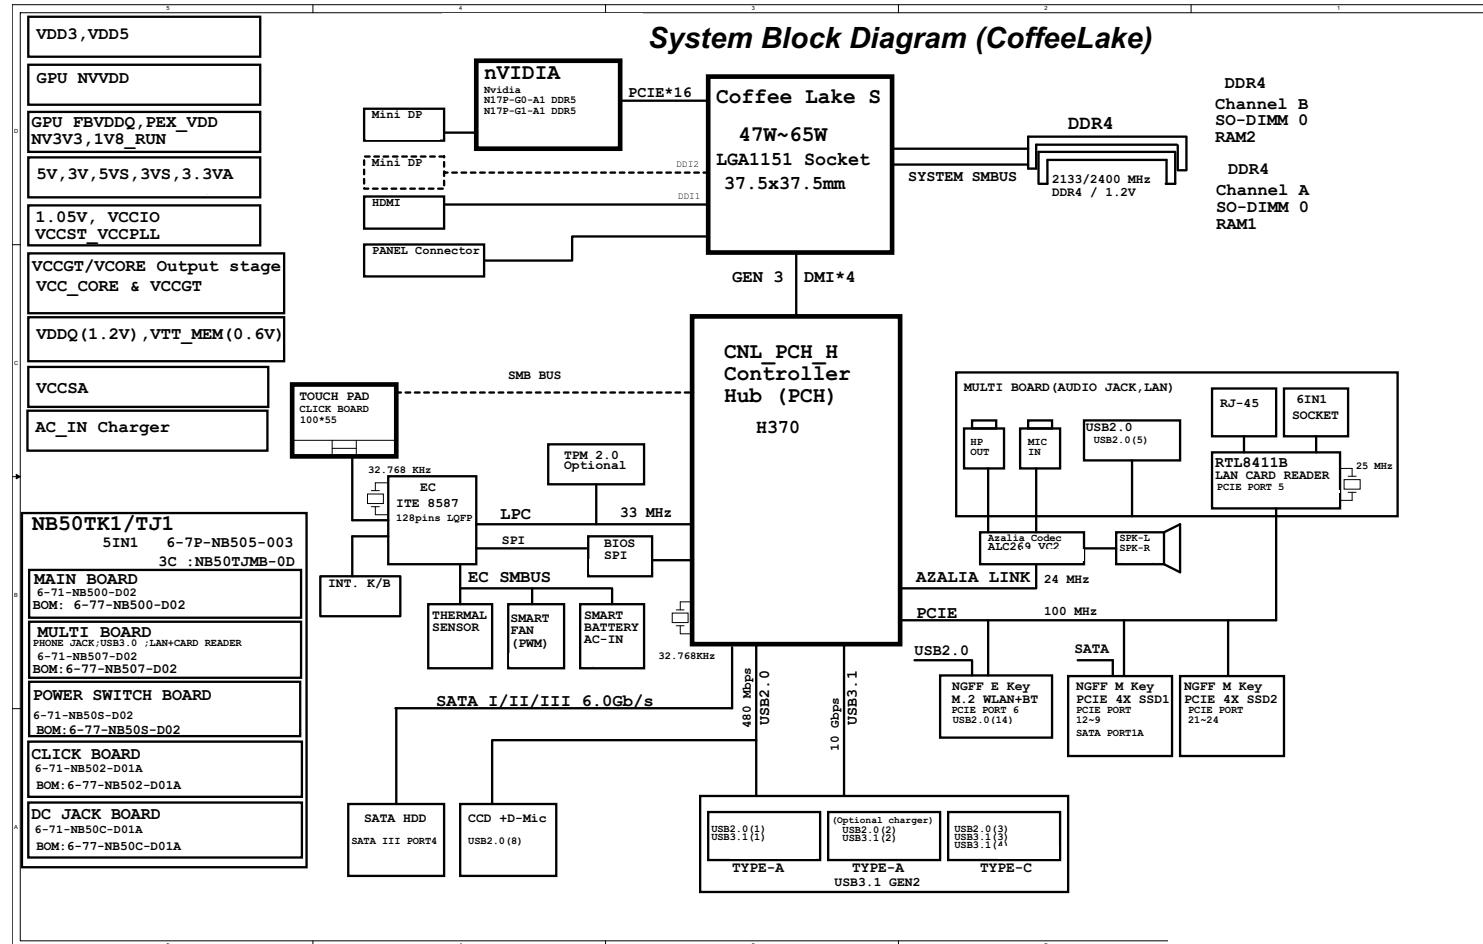 System Block Diagram (CoffeeLake)
VDD3,VDD5
GPU NVVDD
GPU FBVDDQ,PEX_VDD
NV3V3,1V8_RUN
5V,3V,5VS,3VS,3.3VA
1.05V, VCCIO
VCCST_VCCPLL
VCCGT/VCORE Output stage
VCC_CORE & VCCGT
VDDQ(1.2V),VTT_MEM(0.6V)
VCCSA
AC_IN Charger
NB50TK1/TJ1
5IN1 6-7P-NB505-003
3C :NB50TJMB-0D
MAIN BOARD
6-71-NB500-D02
BOM: 6-77-NB500-D02
MULTI BOARD
PHONE JACK;USB3.0 ;LAN+CARD READER
6-71-NB507-D02
BOM:6-77-NB507-D02
POWER SWITCH BOARD
6-71-NB50S-D02
BOM:6-77-NB50S-D02
CLICK BOARD
6-71-NB502-D01A
BOM:6-77-NB502-D01A
DC JACK BOARD
6-71-NB50C-D01A
BOM:6-77-NB50C-D01A
nVIDIA
Nvidia
N17P-G0-A1 DDR5
N17P-G1-A1 DDR5
PCIE*16
Mini DP
Mini DP
DDI2
HDMI
DDI1
PANEL Connector
Coffee Lake S
47W~65W
LGA1151 Socket
37.5x37.5mm
SYSTEM SMBUS
DDR4
2133/2400 MHz
DDR4 / 1.2V
DDR4
Channel B
SO-DIMM 0
RAM2
DDR4
Channel A
SO-DIMM 0
RAM1
GEN 3 DMI*4
CNL_PCH_H
Controller
Hub (PCH)
H370
SMB BUS
TOUCH PAD
CLICK BOARD
100*55
32.768 KHz
EC
ITE 8587
128pins LQFP
TPM 2.0
Optional
LPC 33 MHz
SPI
BIOS
SPI
INT. K/B
EC SMBUS
THERMAL
SENSOR
SMART
FAN
(PWM)
SMART
BATTERY
AC-IN
32.768KHz
MULTI BOARD(AUDIO JACK,LAN)
HP
OUT
MIC
IN
USB2.0
USB2.0(5)
RJ-45
6IN1
SOCKET
RTL8411B
LAN CARD READER
PCIE PORT 5
25 MHz
Azalia Codec
ALC269 VC2
SPK-L
SPK-R
AZALIA LINK 24 MHz
PCIE 100 MHz
USB2.0
SATA
NGFF E Key
M.2 WLAN+BT
PCIE PORT 6
USB2.0(14)
NGFF M Key
PCIE 4X SSD1
PCIE PORT
12~9
SATA PORT1A
NGFF M Key
PCIE 4X SSD2
PCIE PORT
21~24
SATA I/II/III 6.0Gb/s
480 Mbps
USB2.0
10 Gbps
USB3.1
SATA HDD
SATA III PORT4
CCD +D-Mic
USB2.0(8)
USB2.0(1)
USB3.1(1)
TYPE-A
(Optional charger)
USB2.0(2)
USB3.1(2)
TYPE-A
USB2.0(3)
USB3.1(3)
USB3.1(4)
TYPE-C
USB3.1 GEN2